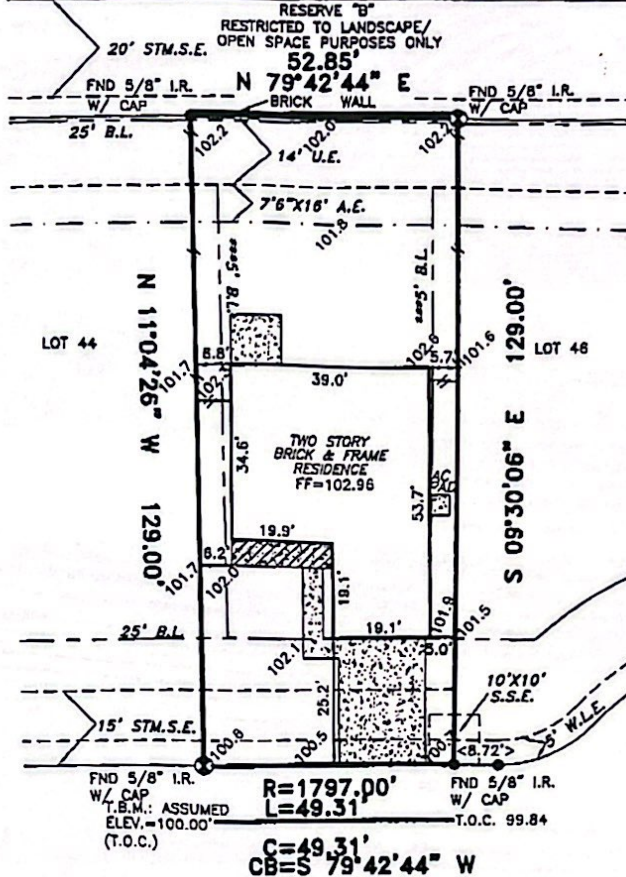 RESERVE "B"
RESTRICTED TO LANDSCAPE/
OPEN SPACE PURPOSES ONLY
20' STM.S.E.
52.85'
N 79°42'44" E
FND 5/8" I.R.
W/ CAP
BRICK WALL
FND 5/8" I.R.
W/ CAP
25' B.L.
102.2
102.0
102.2
14' U.E.
7'6"X16' A.E.
101.8
5' B.L.
5' B.L.
N 11°04'26" W 129.00'
S 09°30'06" E 129.00'
LOT 44
LOT 46
101.7
6.8'
39.0'
5.7'
101.6
TWO STORY
BRICK & FRAME
RESIDENCE
FF=102.96
34.6'
53.7'
AC
PAD
19.9'
6.2'
101.7
102.0
19.1'
19.1'
101.9
101.5
5.0'
25' B.L.
102.1
25.2'
10'X10'
S.S.E.
15' STM.S.E.
100.8
100.5
<8.72'>
5' W.L.E.
FND 5/8" I.R.
W/ CAP
T.B.M.: ASSUMED
ELEV.=100.00'
(T.O.C.)
R=1797.00'
L=49.31'
FND 5/8" I.R.
W/ CAP
T.O.C. 99.84
C=49.31'
CB=S 79°42'44" W